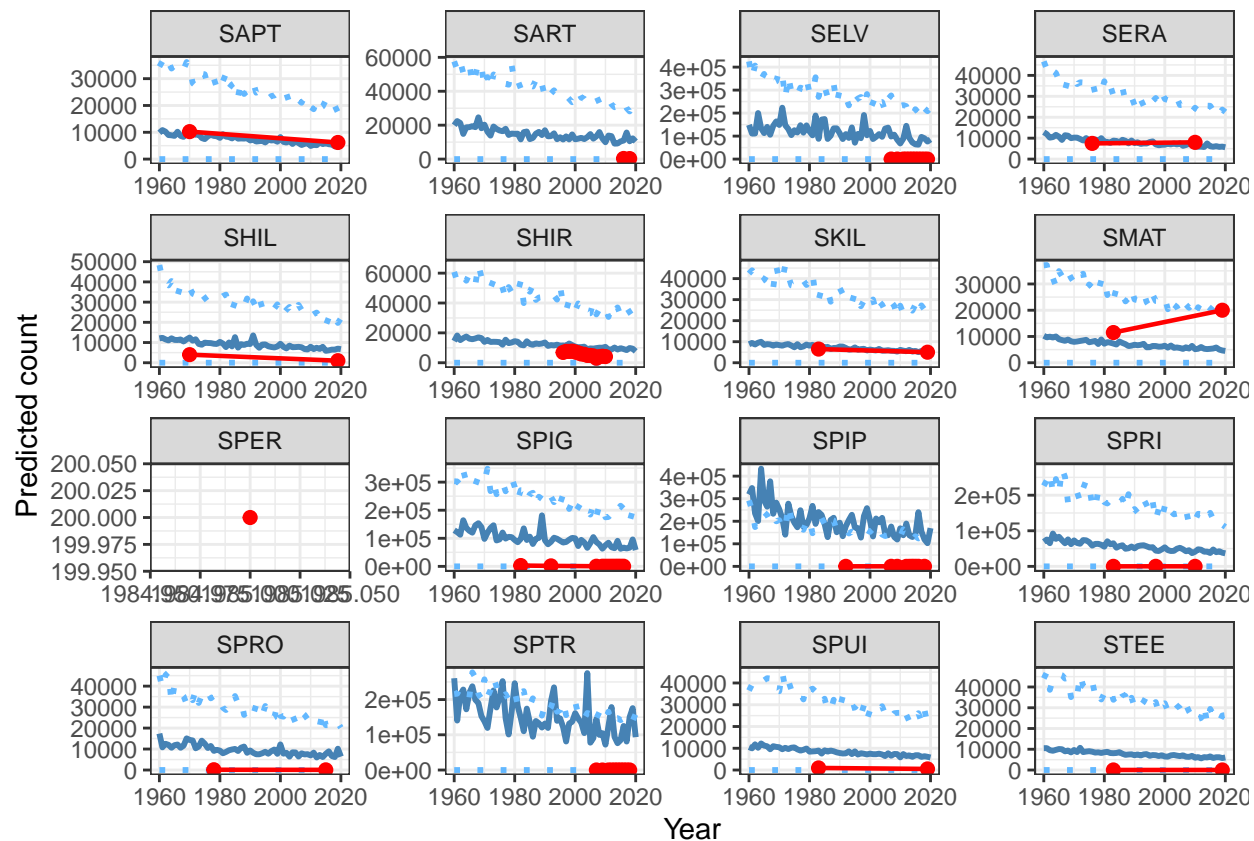 SAPT SART SELV SERA
30000 20000 10000 0
60000 40000 20000 0
4e+05 3e+05 2e+05 1e+05 0e+00
40000 30000 20000 10000 0
1960 1980 2000 2020 1960 1980 2000 2020 1960 1980 2000 2020 1960 1980 2000 2020
SHIL SHIR SKIL SMAT
50000 40000 30000 20000 10000 0
60000 40000 20000 0
40000 30000 20000 10000 0
30000 20000 10000 0
1960 1980 2000 2020 1960 1980 2000 2020 1960 1980 2000 2020 1960 1980 2000 2020
Predicted count
SPER SPIG SPIP SPRI
200.050 200.025 200.000 199.975 199.950
3e+05 2e+05 1e+05 0e+00
4e+05 3e+05 2e+05 1e+05 0e+00
2e+05 1e+05 0e+00
1960 1980 2000 2020 1960 1980 2000 2020 1960 1980 2000 2020
SPRO SPTR SPUI STEE
40000 30000 20000 10000 0
2e+05 1e+05 0e+00
40000 30000 20000 10000 0
40000 30000 20000 10000 0
1960 1980 2000 2020 1960 1980 2000 2020 1960 1980 2000 2020 1960 1980 2000 2020
Year